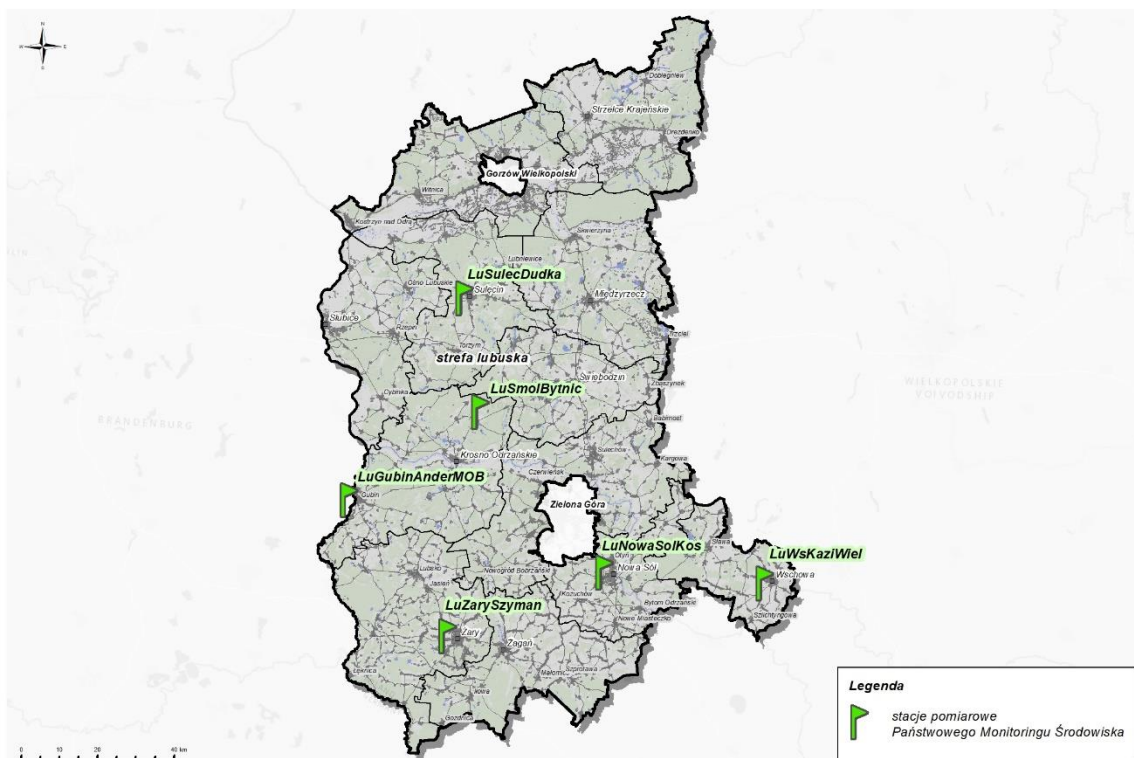 N
W E
S
Dobiegniew
Strzelce Krajeńskie
Drezdenko
Gorzów Wielkopolski
Witnica
Kostrzyn nad Odrą
Skwierzyna
Lubniewice
LuSulecDudka
Ośno Lubuskie
Sulęcin
Międzyrzecz
Słubice
Rzepin
Trzciel
Torzym
strefa lubuska
Świebodzin
Zbąszynek
LuSmolBytnic
Cybinka
WIELKOPOLSKIE
VOIVODSHIP
BRANDENBURG
Babimost
Krosno Odrzańskie
Sulechów
Kargowa
Czerwieńsk
LuGubinAnderMOB
Gubin
Zielona Góra
LuNowaSolKos
LuWsKaziWiel
Sława
Otyń
Nowa Sól
Wschowa
Lubsko
Nowogród Bobrzański
Jasień
Kożuchów
Bytom Odrzański
Szlichtyngowa
LuZarySzyman
Nowe Miasteczko
Żary
Żagań
Łęknica
Małomice
Szprotawa
Iłowa
Gozdnica
Legenda
stacje pomiarowe
Państwowego Monitoringu Środowiska
0 10 20 40 km